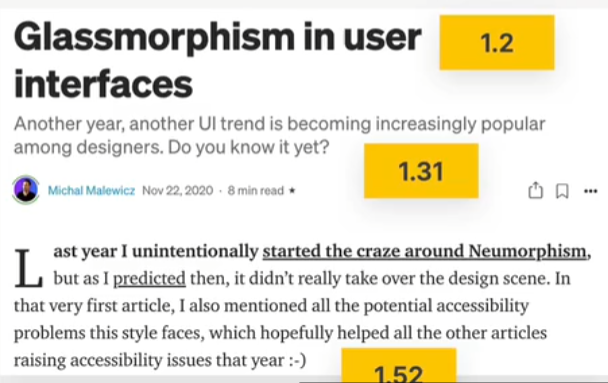 Glassmorphism in user
1.2
interfaces
Another year, another UI trend is becoming increasingly popular
among designers. Do you know it yet?
1.31
Michal Malewicz Nov 22, 2020 · 8 min read ★
Last year I unintentionally started the craze around Neumorphism,
but as I predicted then, it didn't really take over the design scene. In
that very first article, I also mentioned all the potential accessibility
problems this style faces, which hopefully helped all the other articles
raising accessibility issues that year :-)
1.52